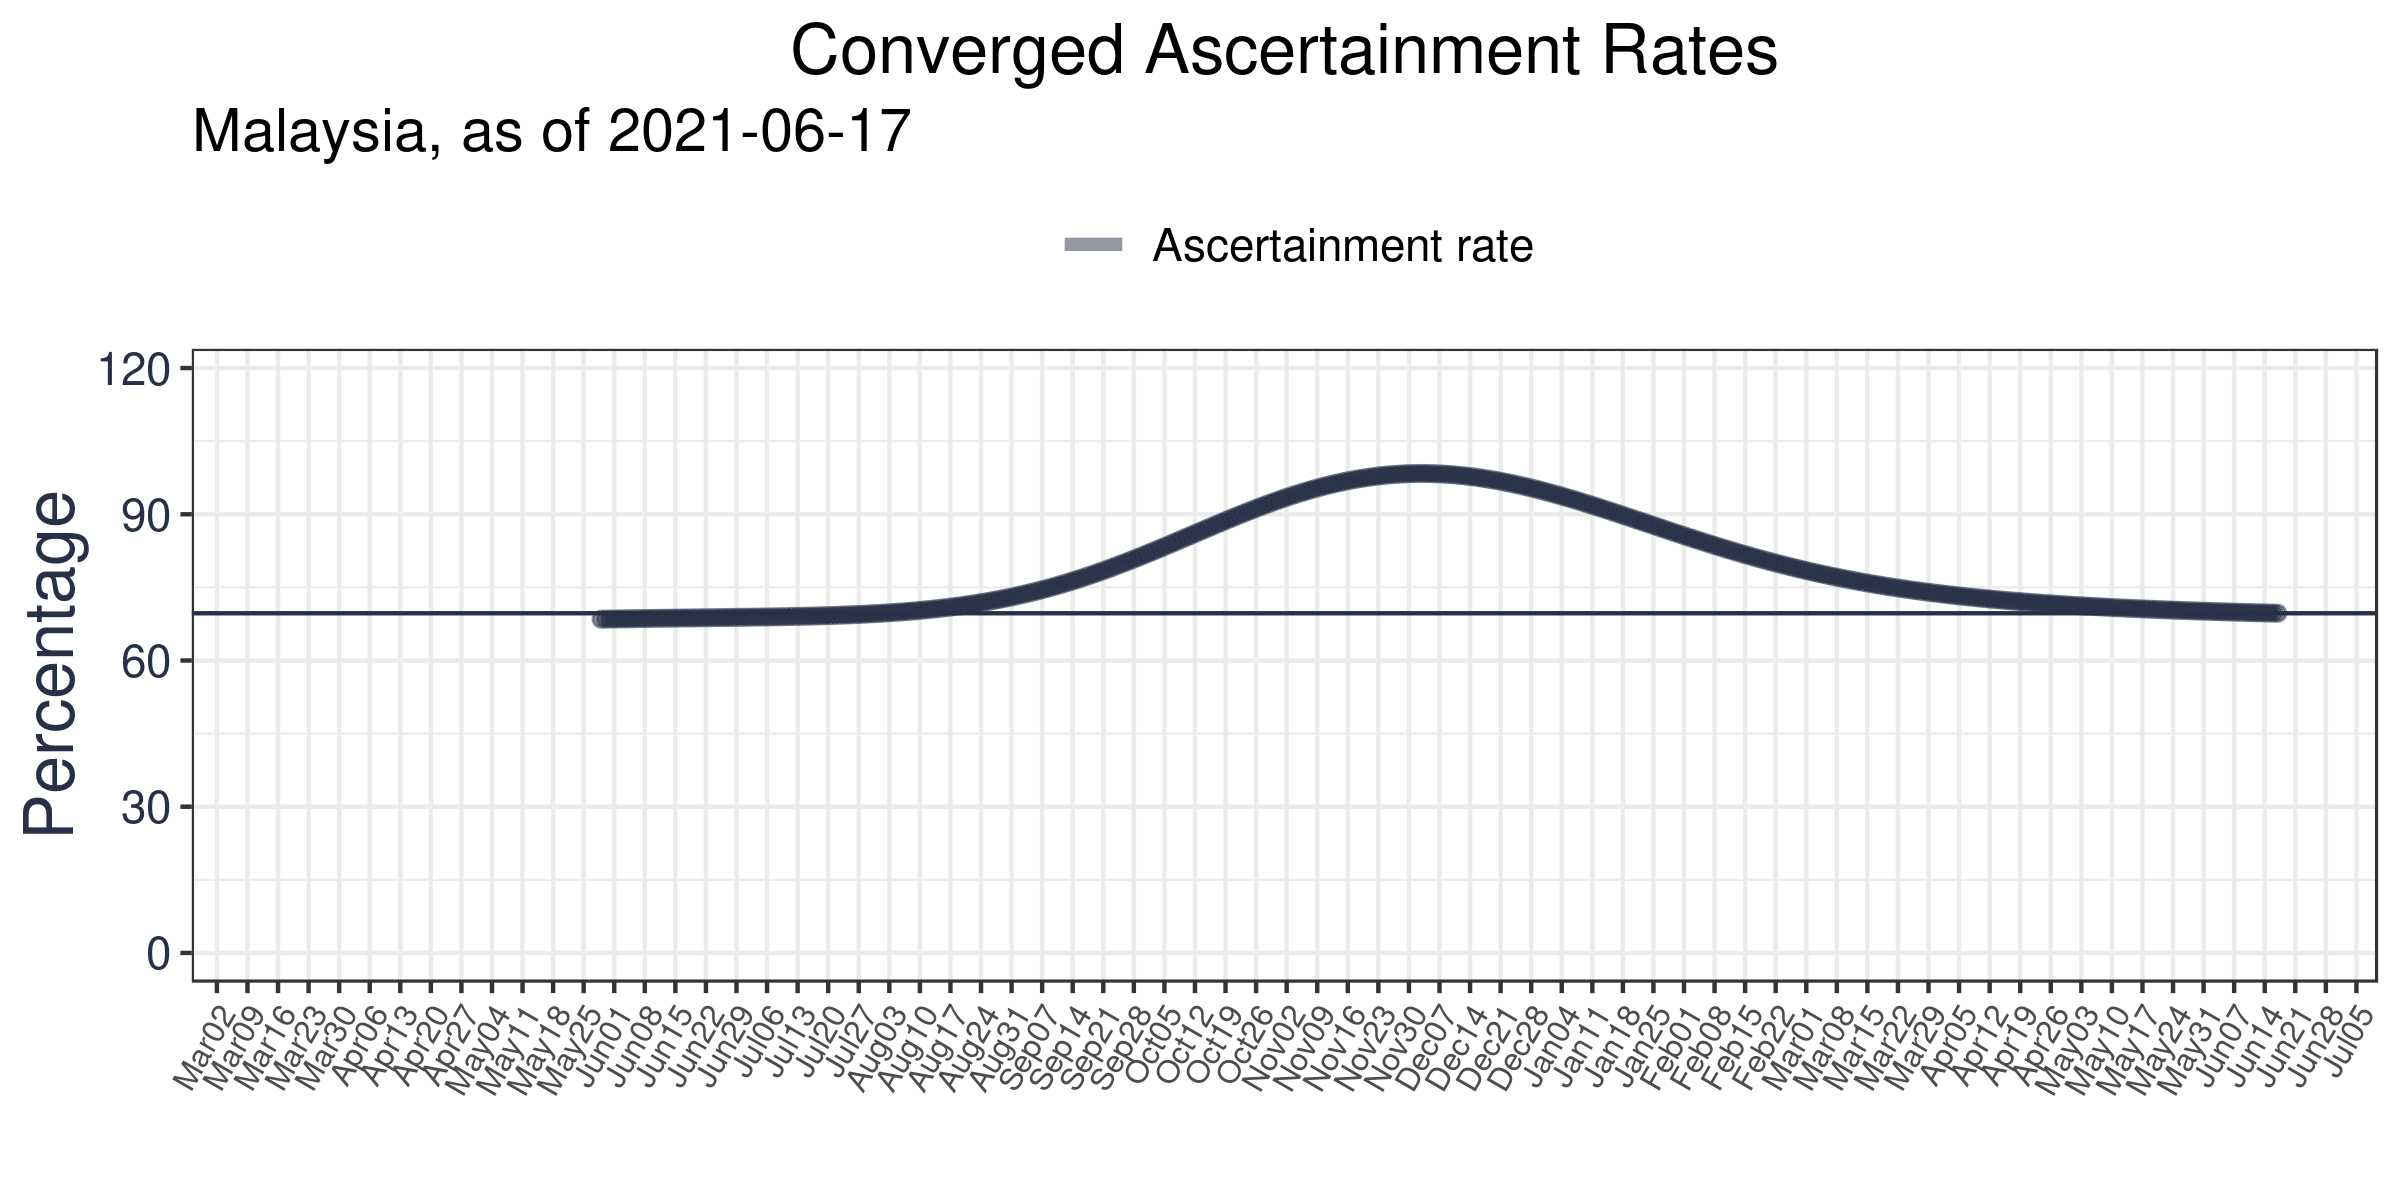 Converged Ascertainment Rates
Malaysia, as of 2021-06-17
Ascertainment rate
Percentage
120
90
60
30
0
Mar02
Mar09
Mar16
Mar23
Mar30
Apr06
Apr13
Apr20
Apr27
May04
May11
May18
May25
Jun01
Jun08
Jun15
Jun22
Jun29
Jul06
Jul13
Jul20
Jul27
Aug03
Aug10
Aug17
Aug24
Aug31
Sep07
Sep14
Sep21
Sep28
Oct05
Oct12
Oct19
Oct26
Nov02
Nov09
Nov16
Nov23
Nov30
Dec07
Dec14
Dec21
Dec28
Jan04
Jan11
Jan18
Jan25
Feb01
Feb08
Feb15
Feb22
Mar01
Mar08
Mar15
Mar22
Mar29
Apr05
Apr12
Apr19
Apr26
May03
May10
May17
May24
May31
Jun07
Jun14
Jun21
Jun28
Jul05